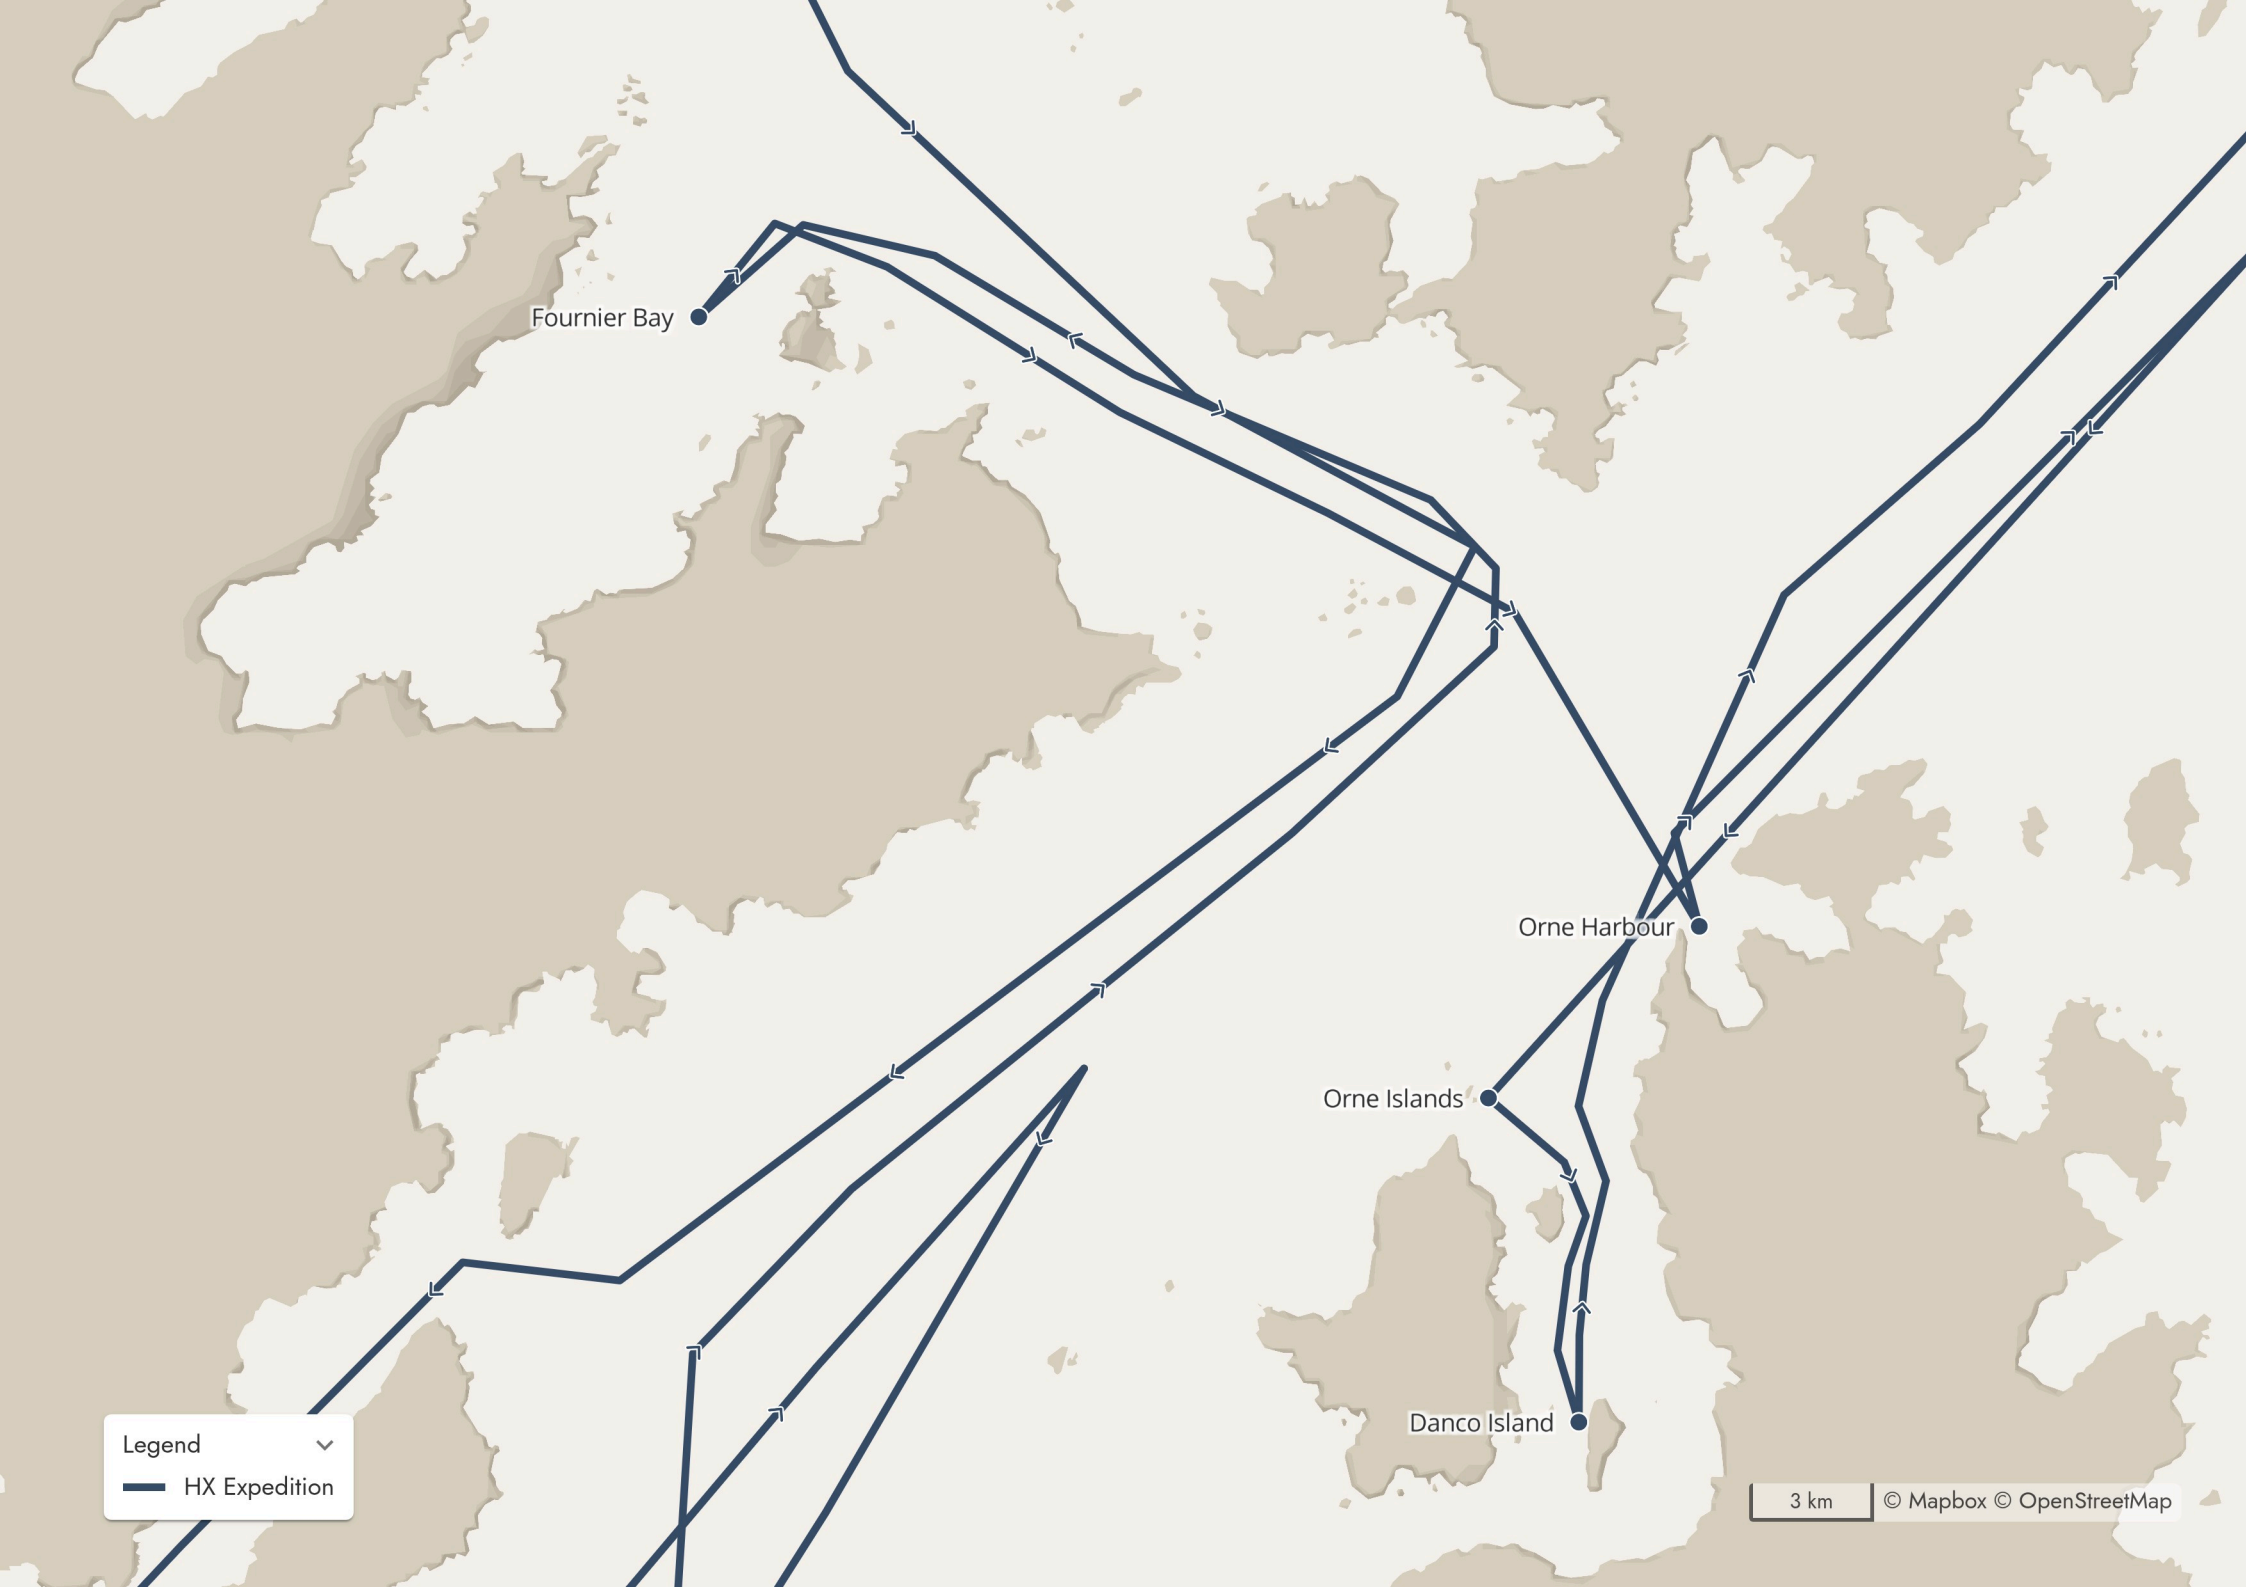 Fournier Bay
Orne Harbour
Orne Islands
Danco Island
Legend
HX Expedition
3 km
© Mapbox © OpenStreetMap